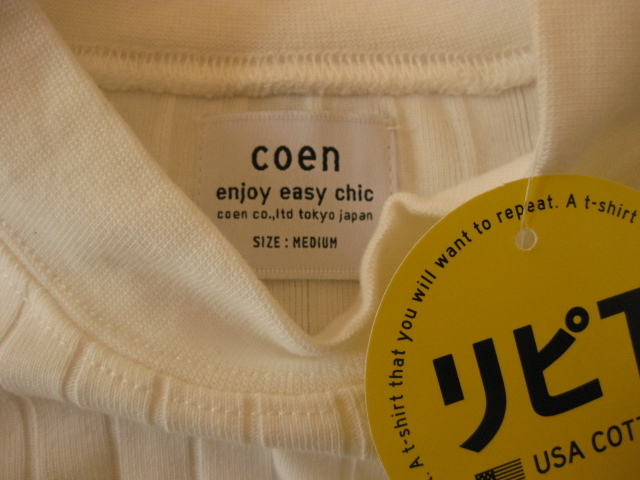 coen
enjoy easy chic
coen co.,ltd tokyo japan
SIZE : MEDIUM
A t-shirt that you will want to repeat. A t-shirt
リピT
USA COTT